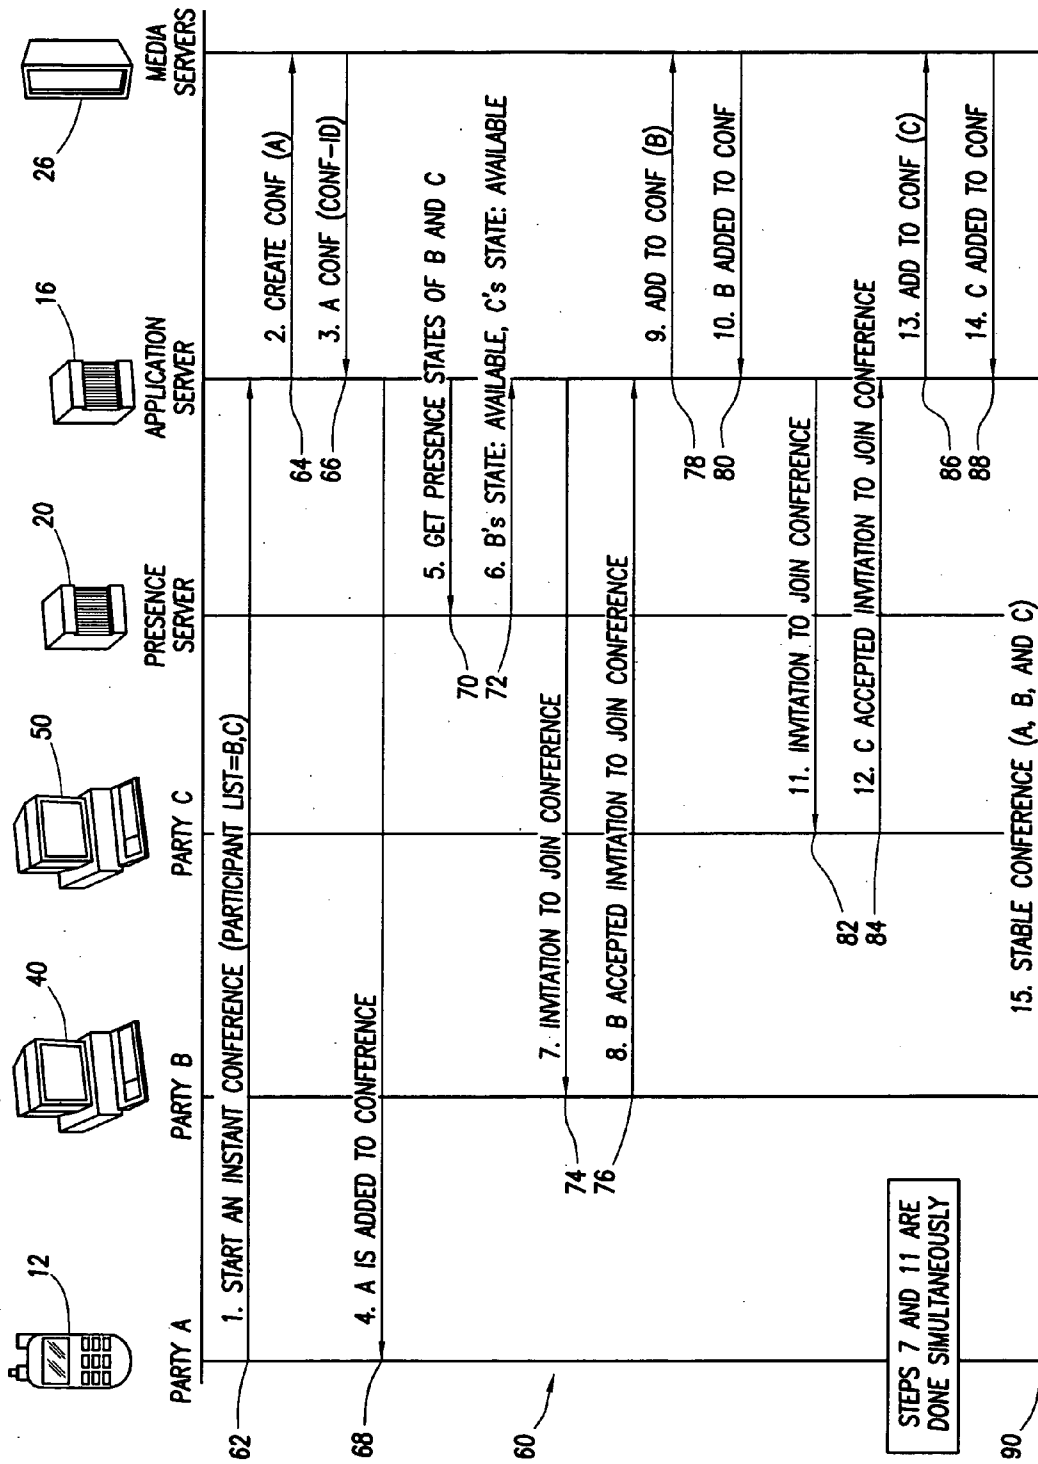 12
40
50
20
16
26
PARTY A
PARTY B
PARTY C
PRESENCE
SERVER
APPLICATION
SERVER
MEDIA
SERVERS
62
1. START AN INSTANT CONFERENCE (PARTICIPANT LIST=B,C)
64
2. CREATE CONF (A)
66
3. A CONF (CONF-ID)
68
4. A IS ADDED TO CONFERENCE
70
5. GET PRESENCE STATES OF B AND C
72
6. B's STATE: AVAILABLE, C's STATE: AVAILABLE
60
74
7. INVITATION TO JOIN CONFERENCE
76
8. B ACCEPTED INVITATION TO JOIN CONFERENCE
78
9. ADD TO CONF (B)
80
10. B ADDED TO CONF
82
11. INVITATION TO JOIN CONFERENCE
84
12. C ACCEPTED INVITATION TO JOIN CONFERENCE
86
13. ADD TO CONF (C)
88
14. C ADDED TO CONF
STEPS 7 AND 11 ARE
DONE SIMULTANEOUSLY
90
15. STABLE CONFERENCE (A, B, AND C)